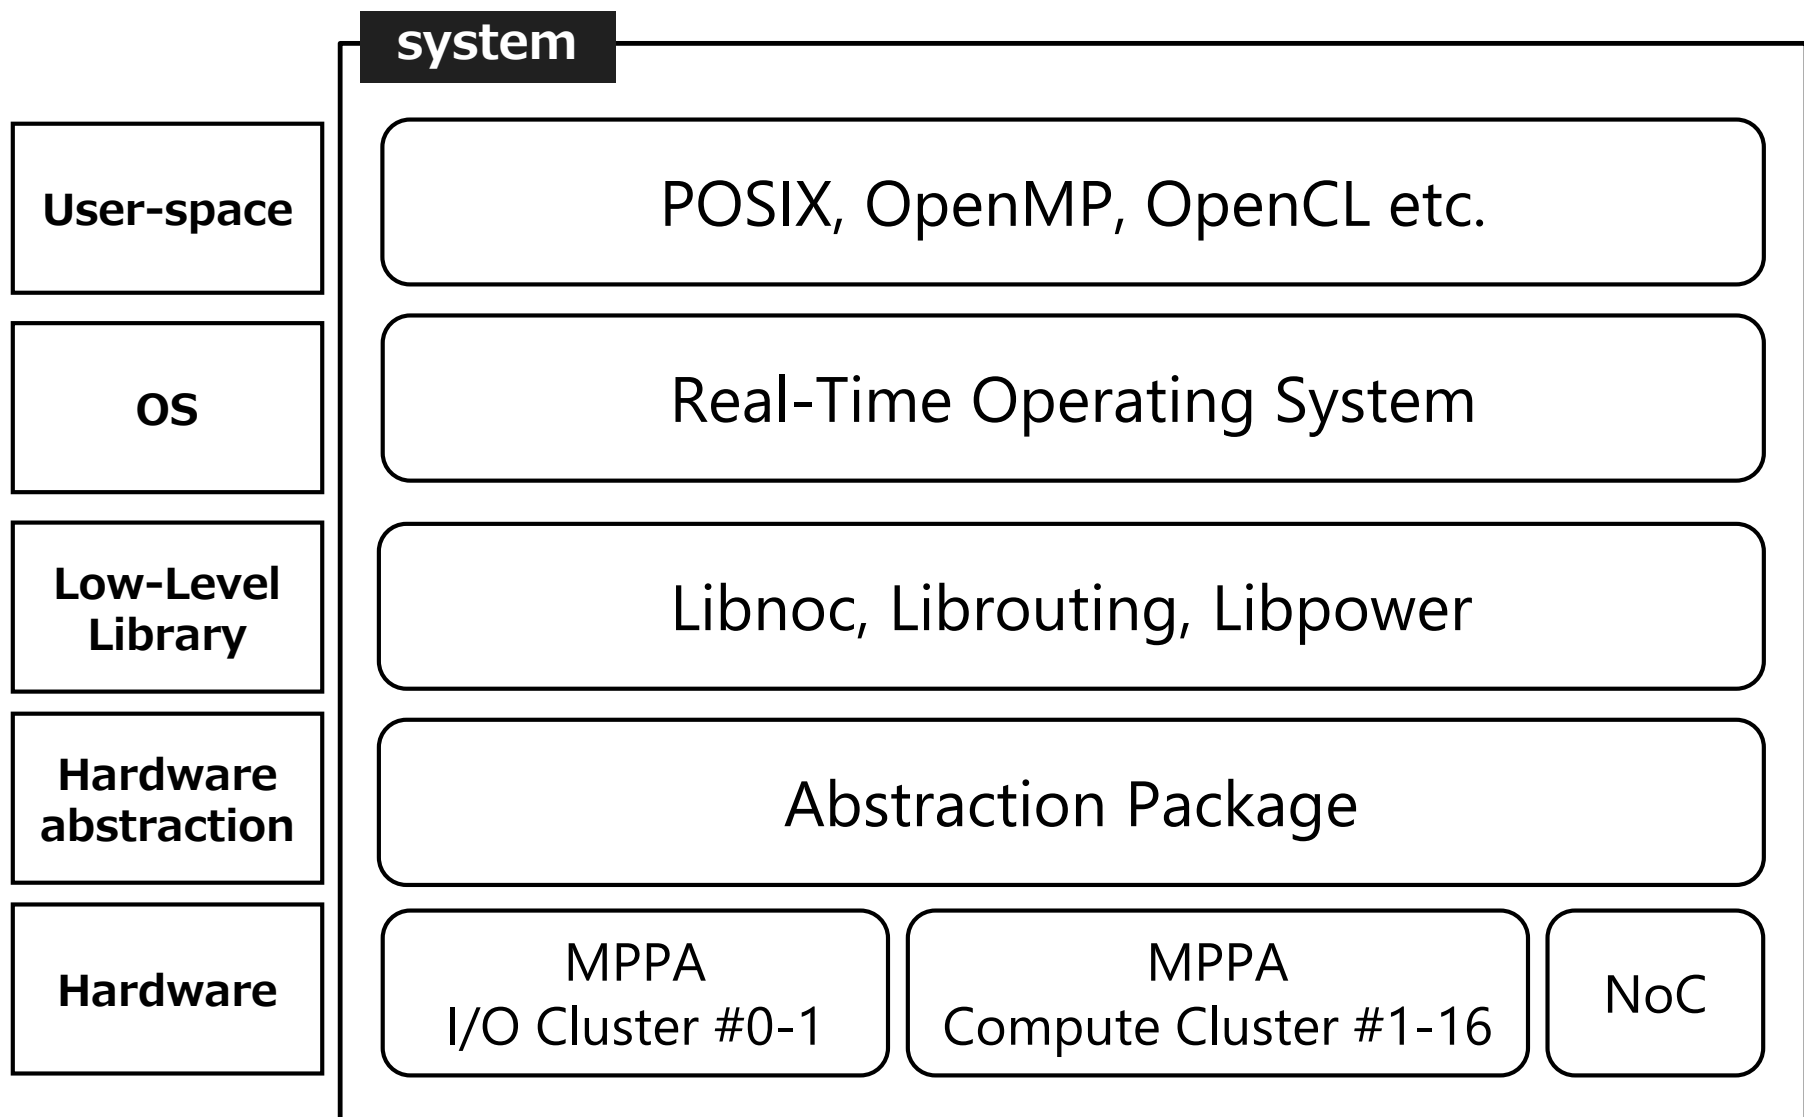 system
User-space
POSIX, OpenMP, OpenCL etc.
OS
Real-Time Operating System
Low-Level
Library
Libnoc, Librouting, Libpower
Hardware
abstraction
Abstraction Package
Hardware
MPPA
I/O Cluster #0-1
MPPA
Compute Cluster #1-16
NoC